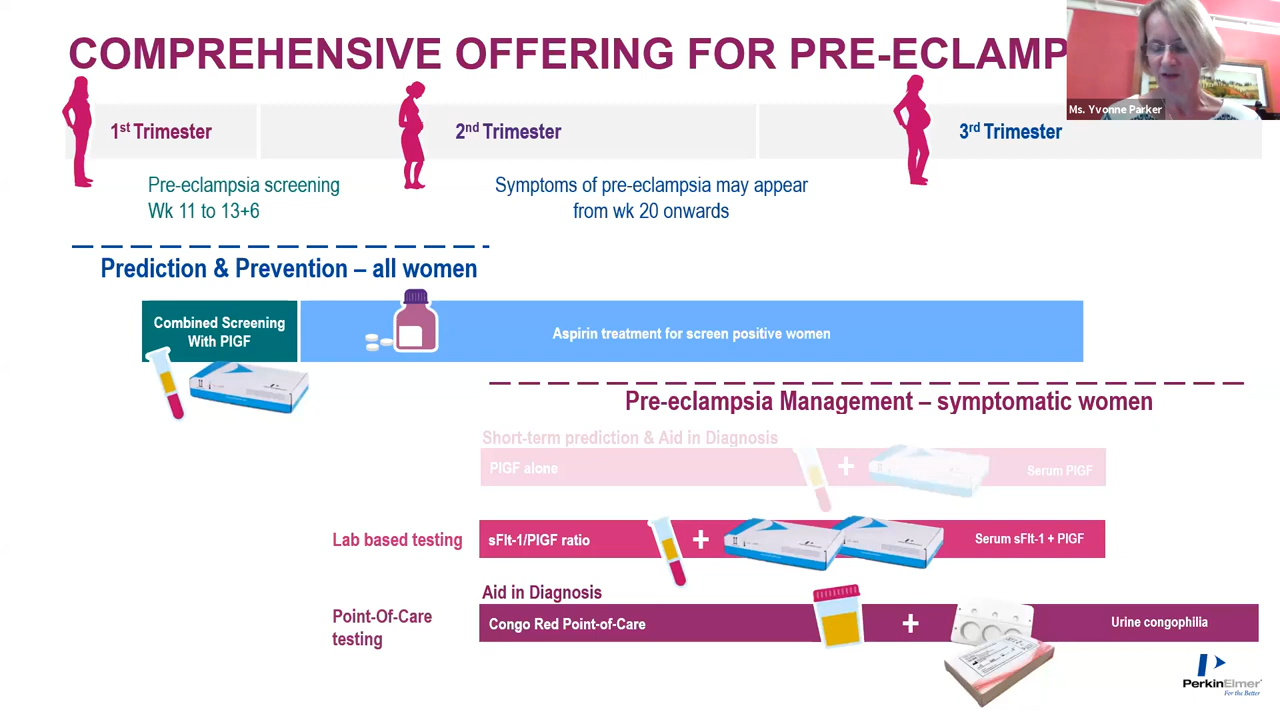 COMPREHENSIVE OFFERING FOR PRE-ECLAMP
Ms. Yvonne Parker
1st Trimester
2nd Trimester
3rd Trimester
Pre-eclampsia screening
Wk 11 to 13+6
Symptoms of pre-eclampsia may appear
from wk 20 onwards
Prediction & Prevention – all women
Combined Screening
With PlGF
Aspirin treatment for screen positive women
Pre-eclampsia Management – symptomatic women
Short-term prediction & Aid in Diagnosis
PlGF alone
Serum PlGF
Lab based testing
sFlt-1/PlGF ratio
Serum sFlt-1 + PlGF
Aid in Diagnosis
Point-Of-Care
testing
Congo Red Point-of-Care
Urine congophilia
PerkinElmer
For the Better